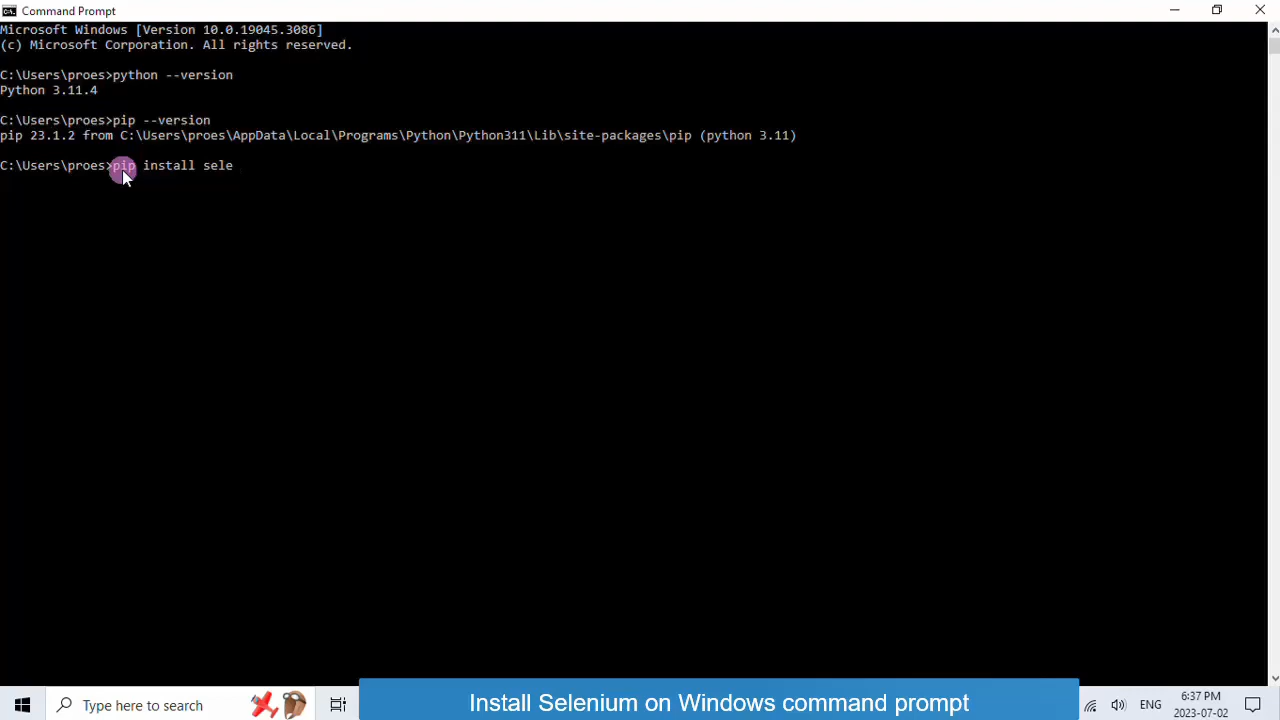 Command Prompt
Microsoft Windows [Version 10.0.19045.3086]
(c) Microsoft Corporation. All rights reserved.
C:\Users\proes>python --version
Python 3.11.4
C:\Users\proes>pip --version
pip 23.1.2 from C:\Users\proes\AppData\Local\Programs\Python\Python311\Lib\site-packages\pip (python 3.11)
C:\Users\proes>pip install sele
Type here to search
Install Selenium on Windows command prompt
ENG
6:37 PM
2023-07-02